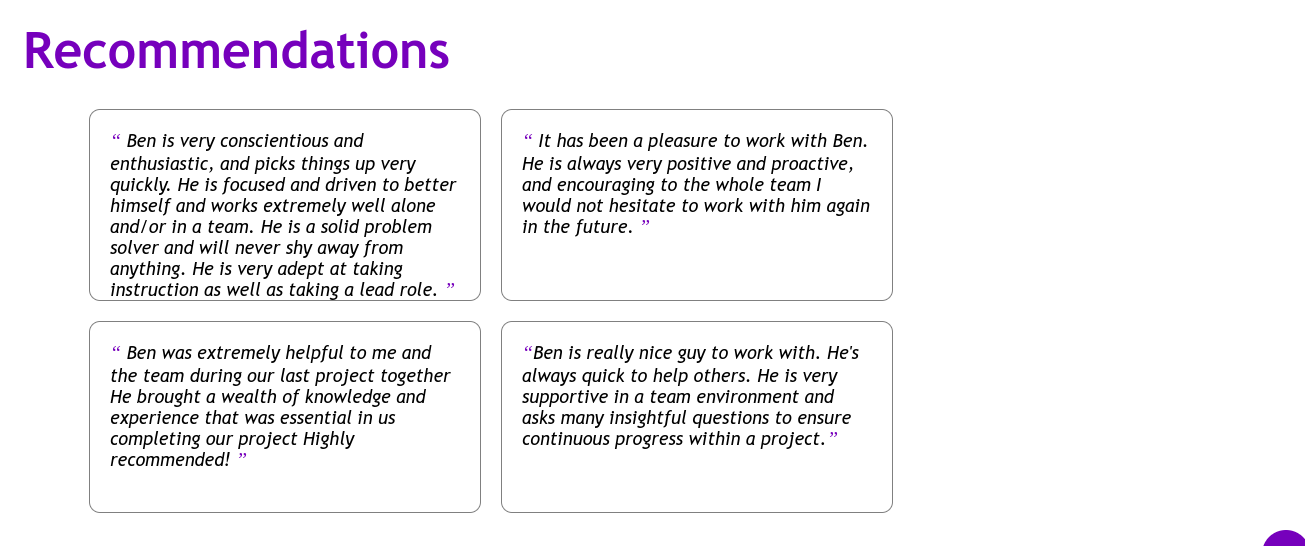 Recommendations
“ Ben is very conscientious and
enthusiastic, and picks things up very
quickly. He is focused and driven to better
himself and works extremely well alone
and/or in a team. He is a solid problem
solver and will never shy away from
anything. He is very adept at taking
instruction as well as taking a lead role. ”
“ It has been a pleasure to work with Ben.
He is always very positive and proactive,
and encouraging to the whole team I
would not hesitate to work with him again
in the future. ”
“ Ben was extremely helpful to me and
the team during our last project together
He brought a wealth of knowledge and
experience that was essential in us
completing our project Highly
recommended! ”
“Ben is really nice guy to work with. He's
always quick to help others. He is very
supportive in a team environment and
asks many insightful questions to ensure
continuous progress within a project.”